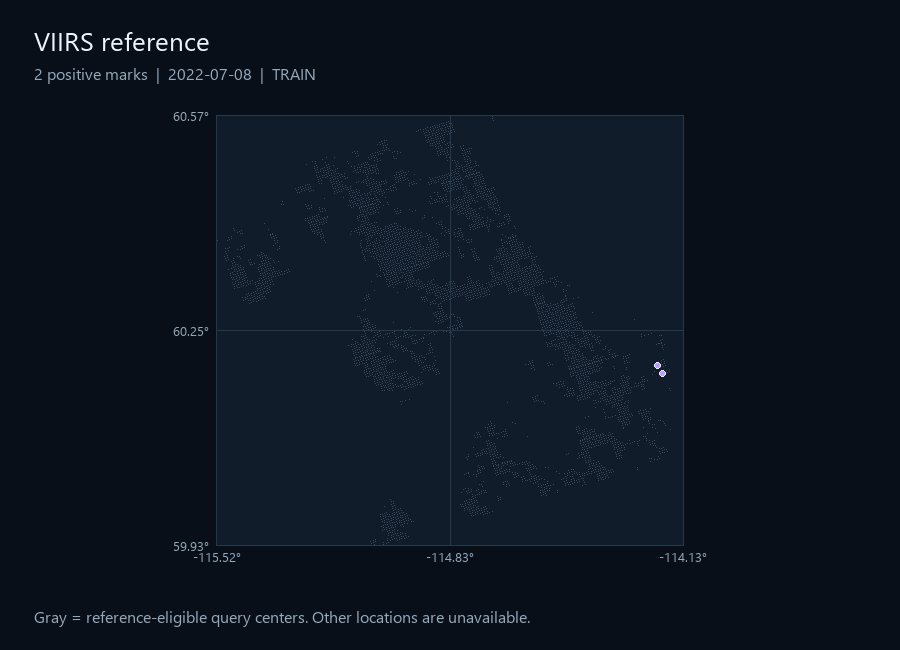 VIIRS reference
2 positive marks | 2022-07-08 | TRAIN
60.57°
60.25°
59.93°
-115.52°
-114.83°
-114.13°
Gray = reference-eligible query centers. Other locations are unavailable.